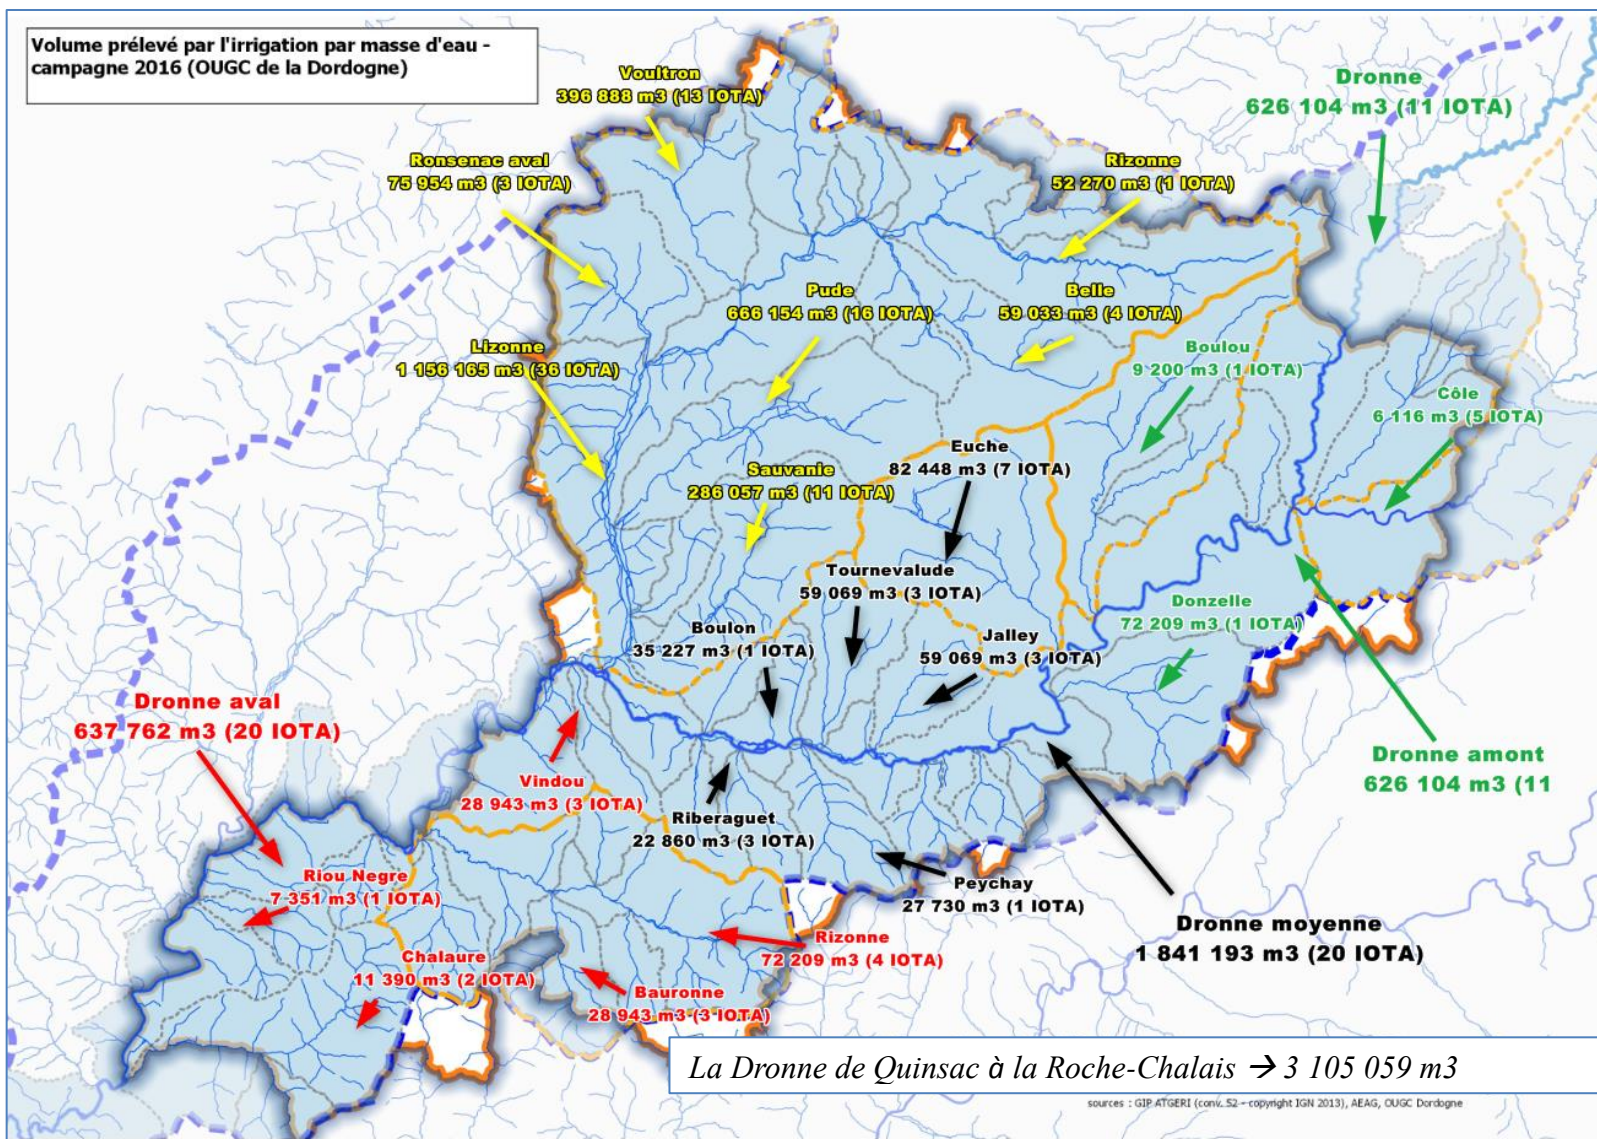 Volume prélevé par l'irrigation par masse d'eau -
campagne 2016 (OUGC de la Dordogne)
Voultron
396 888 m3 (13 IOTA)
Dronne
626 104 m3 (11 IOTA)
Ronsenac aval
75 954 m3 (3 IOTA)
Rizonne
52 270 m3 (1 IOTA)
Pude
666 154 m3 (16 IOTA)
Belle
59 033 m3 (4 IOTA)
Lizonne
1 156 165 m3 (36 IOTA)
Boulou
9 200 m3 (1 IOTA)
Côle
6 116 m3 (5 IOTA)
Euche
82 448 m3 (7 IOTA)
Sauvanie
286 057 m3 (11 IOTA)
Tournevalude
59 069 m3 (3 IOTA)
Donzelle
72 209 m3 (1 IOTA)
Boulon
35 227 m3 (1 IOTA)
Jalley
59 069 m3 (3 IOTA)
Dronne aval
637 762 m3 (20 IOTA)
Dronne amont
626 104 m3 (11
Vindou
28 943 m3 (3 IOTA)
Riberaguet
22 860 m3 (3 IOTA)
Riou Negre
7 351 m3 (1 IOTA)
Peychay
27 730 m3 (1 IOTA)
Dronne moyenne
1 841 193 m3 (20 IOTA)
Rizonne
72 209 m3 (4 IOTA)
Chalaure
11 390 m3 (2 IOTA)
Bauronne
28 943 m3 (3 IOTA)
La Dronne de Quinsac à la Roche-Chalais → 3 105 059 m3
sources : GIP ATGERI (conv. S2 - copyright IGN 2013), AEAG, OUGC Dordogne